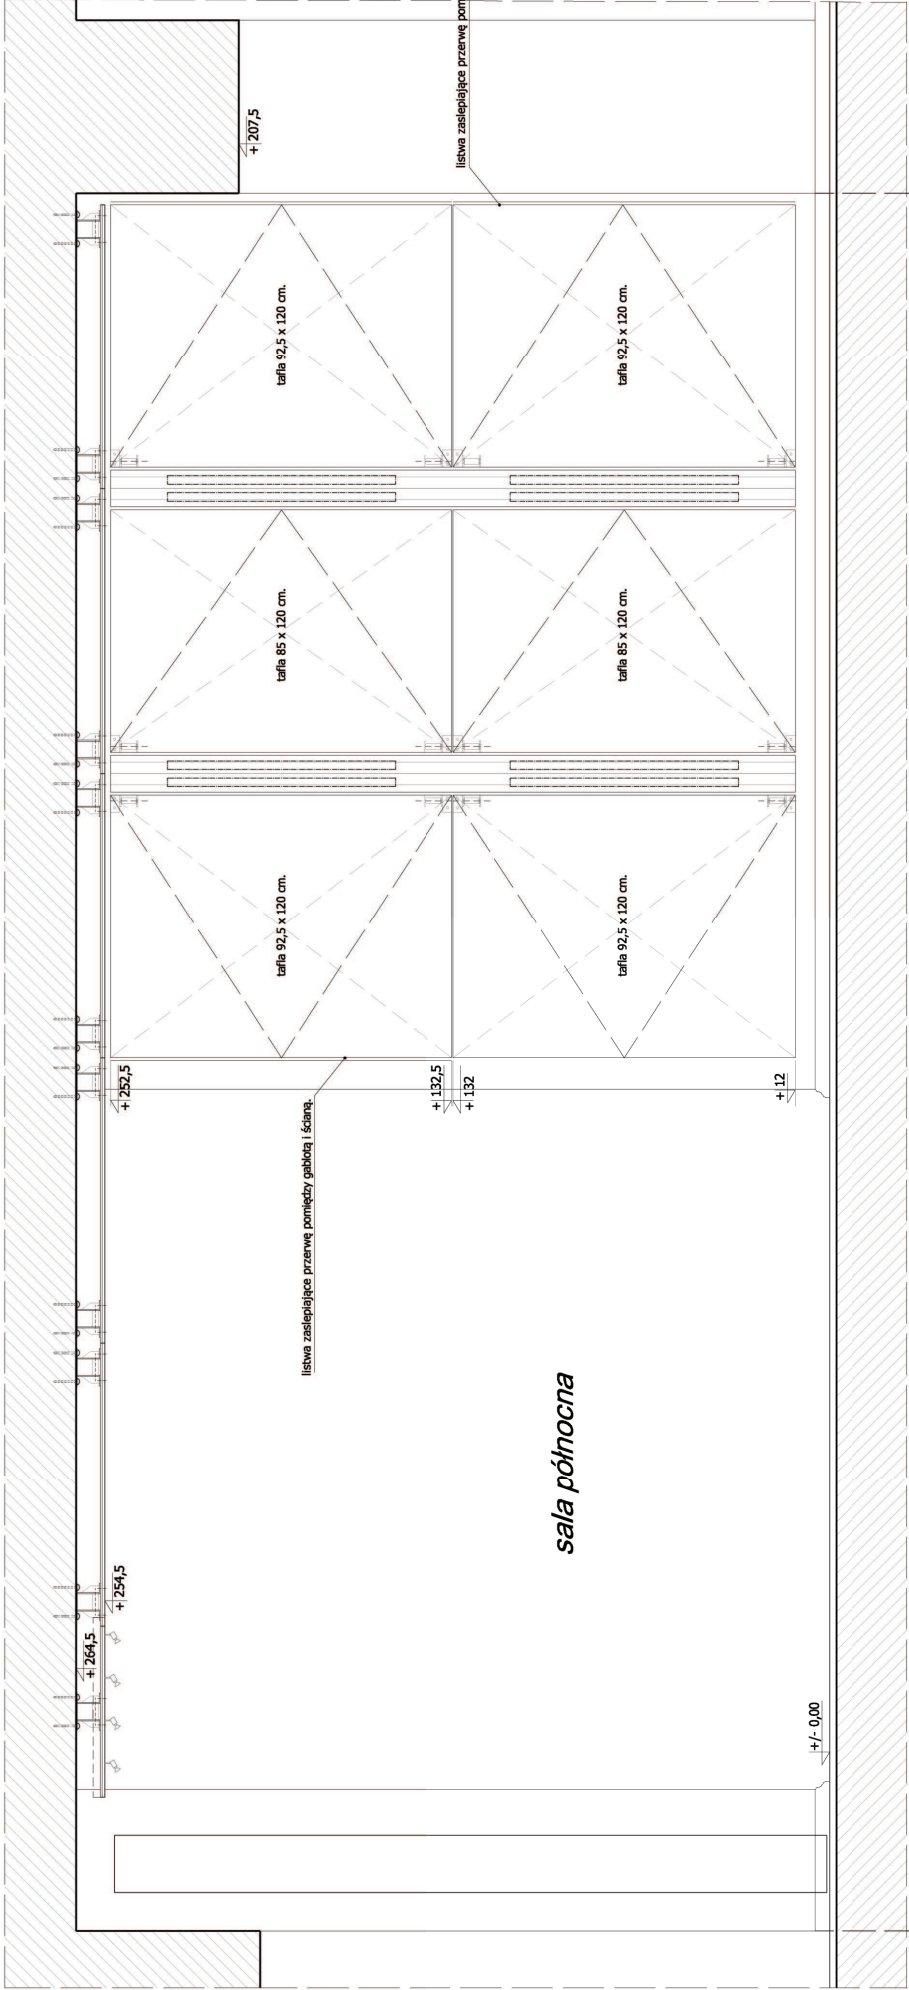 + 264,5
+ 254,5
listwa zaslepiające przerwę pomiędzy gablotą i ścianą.
+ 252,5
+ 132,5
+ 132
+ 12
+ 207,5
listwa zaslepiające przerwę pom
tafla 92,5 x 120 cm.
tafla 85 x 120 cm.
tafla 92,5 x 120 cm.
tafla 92,5 x 120 cm.
tafla 85 x 120 cm.
tafla 92,5 x 120 cm.
sala północna
+/- 0,00